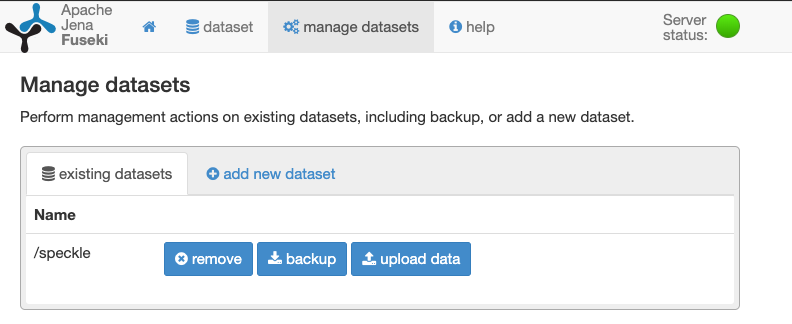 Apache
Jena
Fuseki
dataset
manage datasets
help
Server
status:
Manage datasets
Perform management actions on existing datasets, including backup, or add a new dataset.
existing datasets
add new dataset
Name
/speckle
remove
backup
upload data